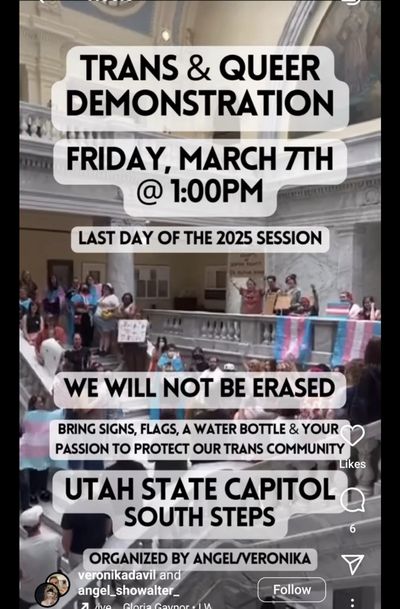 TRANS & QUEER
DEMONSTRATION
FRIDAY, MARCH 7TH
@ 1:00PM
LAST DAY OF THE 2025 SESSION
WE WILL NOT BE ERASED
BRING SIGNS, FLAGS, A WATER BOTTLE & YOUR
PASSION TO PROTECT OUR TRANS COMMUNITY
Likes
UTAH STATE CAPITOL
SOUTH STEPS
6
ORGANIZED BY ANGEL/VERONIKA
veronikadavil and
angel_showalter_
Follow
Gloria Gaynor